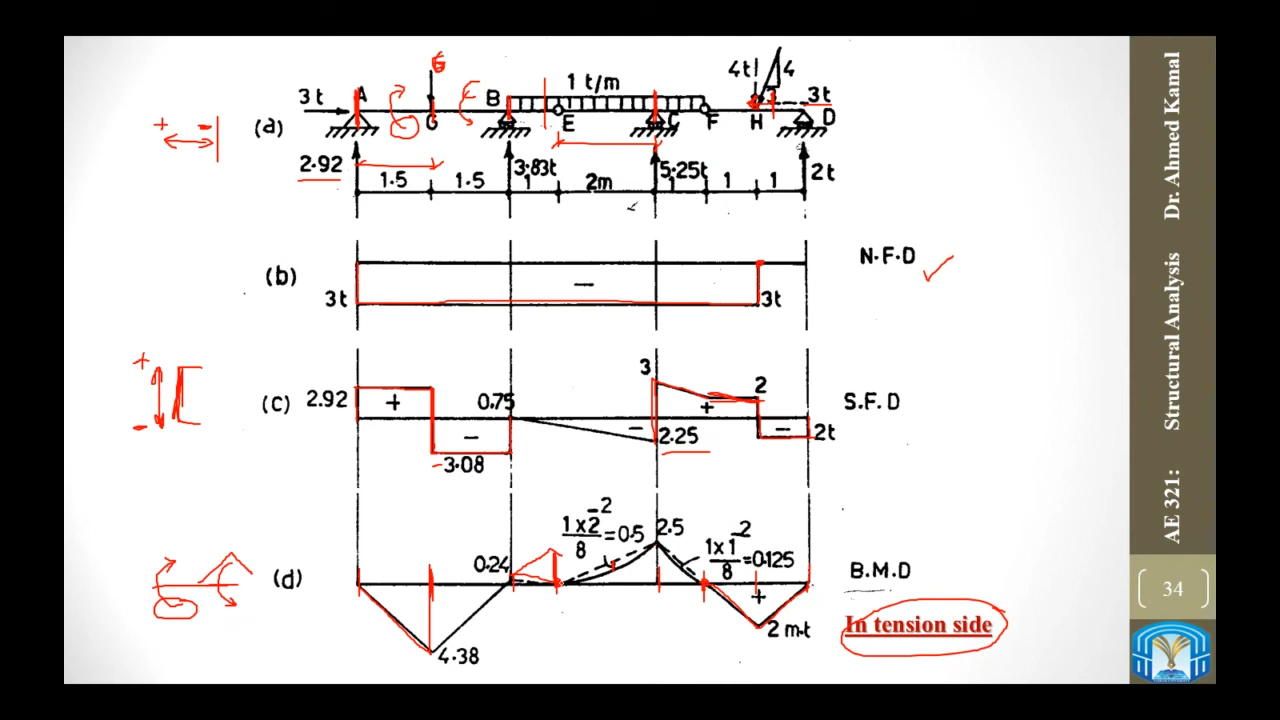 6
4t 4
1 t/m
3t A B 3t
(a) G E C F H D
+ -
2.92 3.83t 5.25t 2t
1.5 1.5 1 2m 1 1 1
(b) N.F.D
3t − 3t
+ 3 2
(c) 2.92 + 0.75 + S.F.D
- − − 2.25 − 2t
-3.08
1x2² 2.5 1x1²
8 =0.5 8 =0.125
(d) 0.24 B.M.D
+
2 m.t
In tension side
4.38
AE 321: Structural Analysis Dr. Ahmed Kamal
34